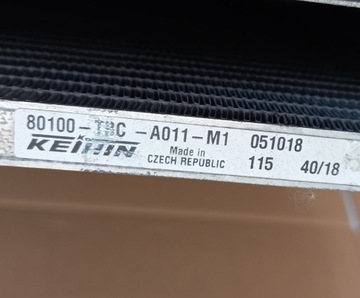 80100-TBC-A011-M1 051018
KEIHIN Made in 115 40/18
CZECH REPUBLIC